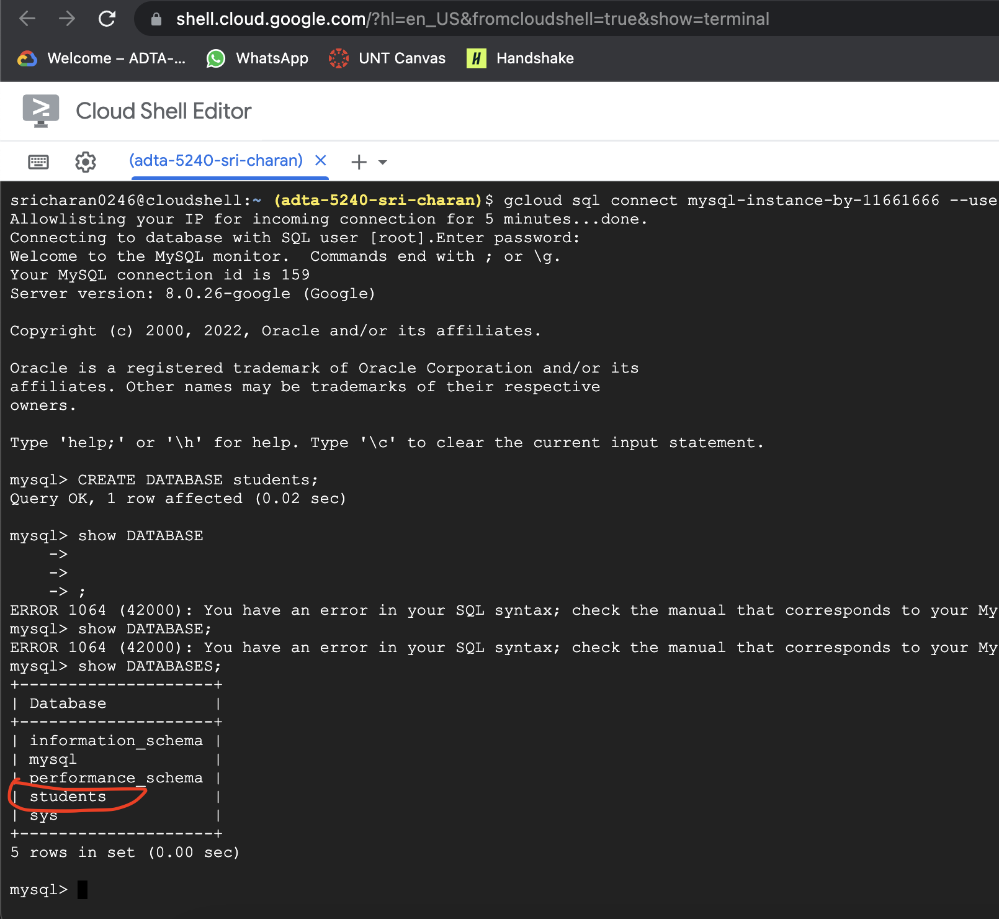 shell.cloud.google.com/?hl=en_US&fromcloudshell=true&show=terminal
Welcome – ADTA-...
WhatsApp
UNT Canvas
H
Handshake
Cloud Shell Editor
(adta-5240-sri-charan)
sricharan0246@cloudshell:~ (adta-5240-sri-charan)$ gcloud sql connect mysql-instance-by-11661666 --use
Allowlisting your IP for incoming connection for 5 minutes...done.
Connecting to database with SQL user [root].Enter password:
Welcome to the MySQL monitor.  Commands end with ; or \g.
Your MySQL connection id is 159
Server version: 8.0.26-google (Google)
Copyright (c) 2000, 2022, Oracle and/or its affiliates.
Oracle is a registered trademark of Oracle Corporation and/or its
affiliates. Other names may be trademarks of their respective
owners.
Type 'help;' or '\h' for help. Type '\c' to clear the current input statement.
mysql> CREATE DATABASE students;
Query OK, 1 row affected (0.02 sec)
mysql> show DATABASE
    ->
    ->
    -> ;
ERROR 1064 (42000): You have an error in your SQL syntax; check the manual that corresponds to your My
mysql> show DATABASE;
ERROR 1064 (42000): You have an error in your SQL syntax; check the manual that corresponds to your My
mysql> show DATABASES;
+--------------------+
| Database           |
+--------------------+
| information_schema |
| mysql              |
| performance_schema |
| students           |
| sys                |
+--------------------+
5 rows in set (0.00 sec)
mysql>